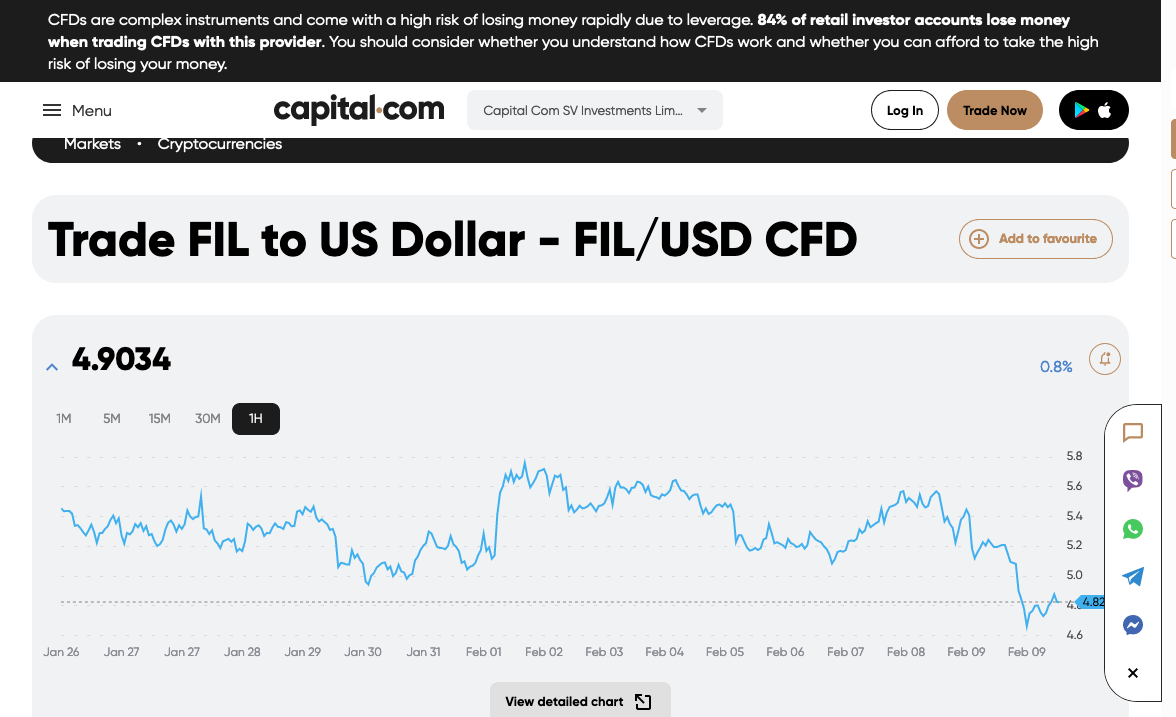 CFDs are complex instruments and come with a high risk of losing money rapidly due to leverage. 84% of retail investor accounts lose money
when trading CFDs with this provider. You should consider whether you understand how CFDs work and whether you can afford to take the high
risk of losing your money.
Menu
capital.com
Capital Com SV Investments Lim...
Log In
Trade Now
Markets • Cryptocurrencies
Trade FIL to US Dollar - FIL/USD CFD
Add to favourite
4.9034
0.8%
1M 5M 15M 30M 1H
5.8
5.6
5.4
5.2
5.0
4.82
4.6
Jan 26 Jan 27 Jan 27 Jan 28 Jan 29 Jan 30 Jan 31 Feb 01 Feb 02 Feb 03 Feb 04 Feb 05 Feb 06 Feb 07 Feb 08 Feb 09 Feb 09
View detailed chart